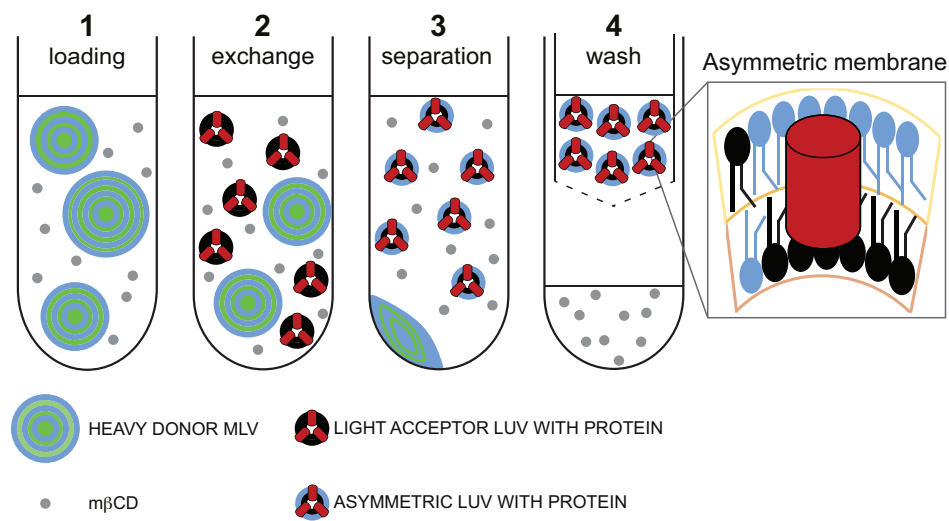 1
loading
2
exchange
3
separation
4
wash
Asymmetric membrane
HEAVY DONOR MLV
LIGHT ACCEPTOR LUV WITH PROTEIN
mβCD
ASYMMETRIC LUV WITH PROTEIN